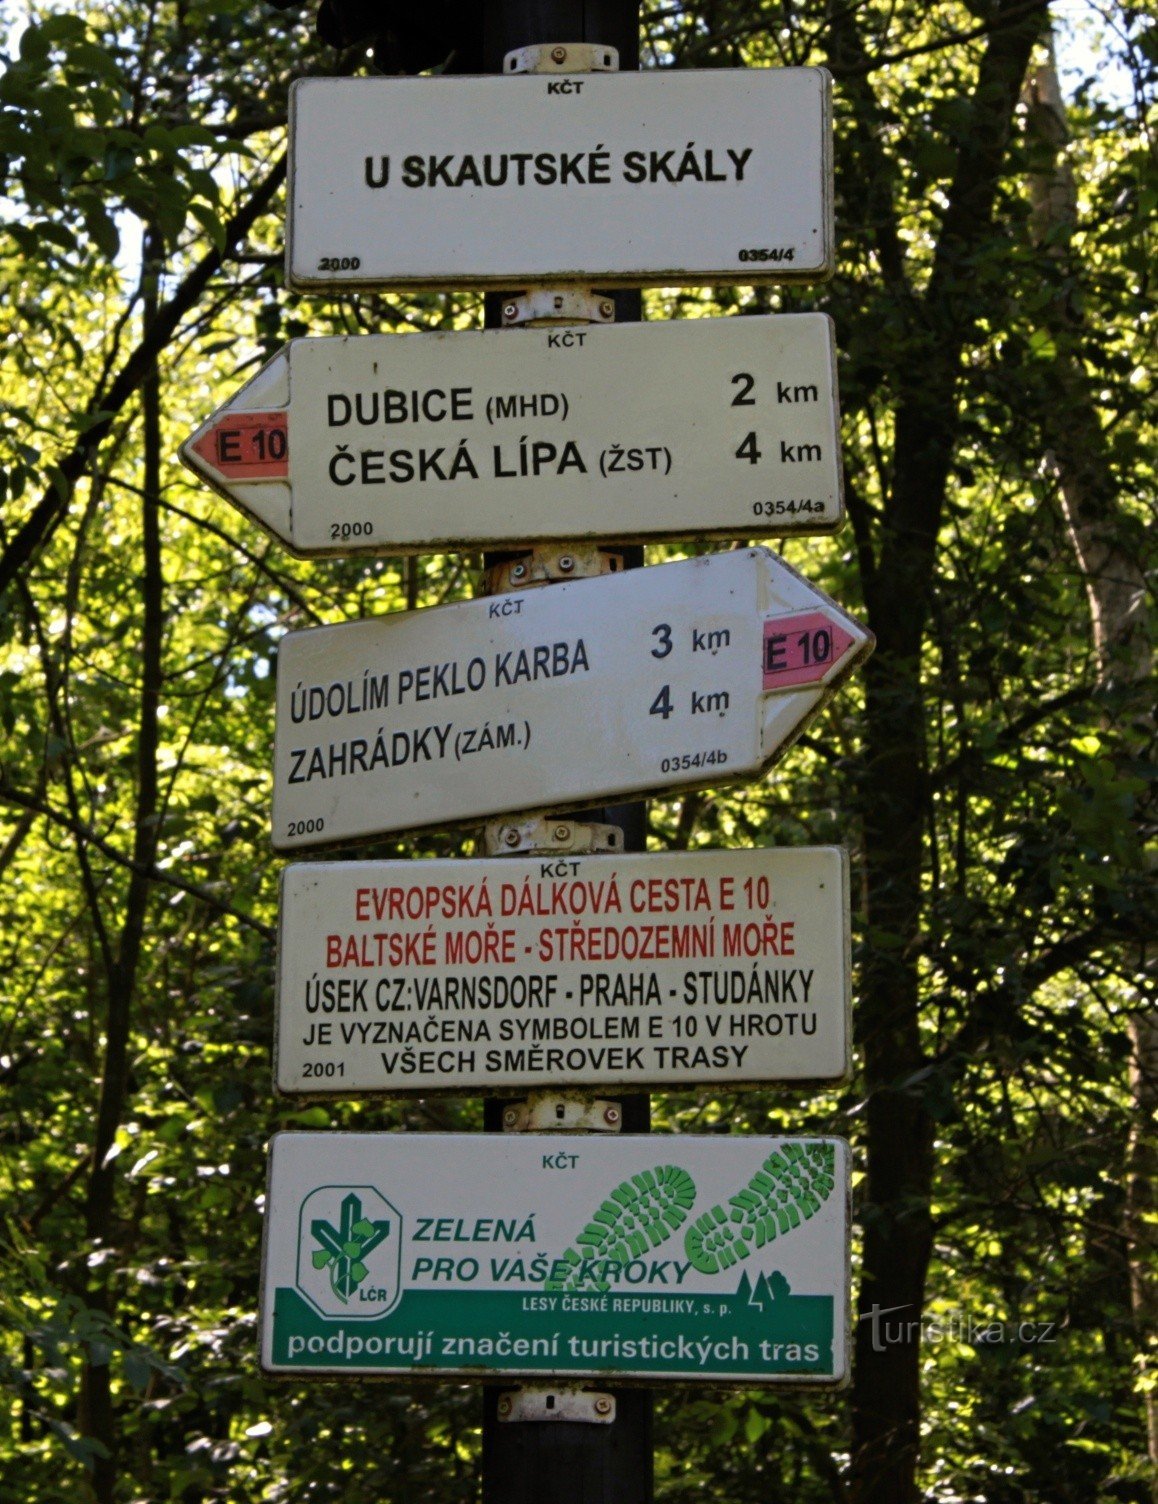 KČT
U SKAUTSKÉ SKÁLY
2000 0354/4
KČT
DUBICE (MHD) 2 km
E 10
ČESKÁ LÍPA (ŽST) 4 km
2000 0354/4a
KČT
ÚDOLÍM PEKLO KARBA 3 km
E 10
ZAHRÁDKY (ZÁM.) 4 km
2000 0354/4b
KČT
EVROPSKÁ DÁLKOVÁ CESTA E 10
BALTSKÉ MOŘE - STŘEDOZEMNÍ MOŘE
ÚSEK CZ:VARNSDORF - PRAHA - STUDÁNKY
JE VYZNAČENA SYMBOLEM E 10 V HROTU
2001 VŠECH SMĚROVEK TRASY
KČT
ZELENÁ
PRO VAŠE KROKY
LČR
LESY ČESKÉ REPUBLIKY, s. p.
podporují značení turistických tras
Turistika.cz